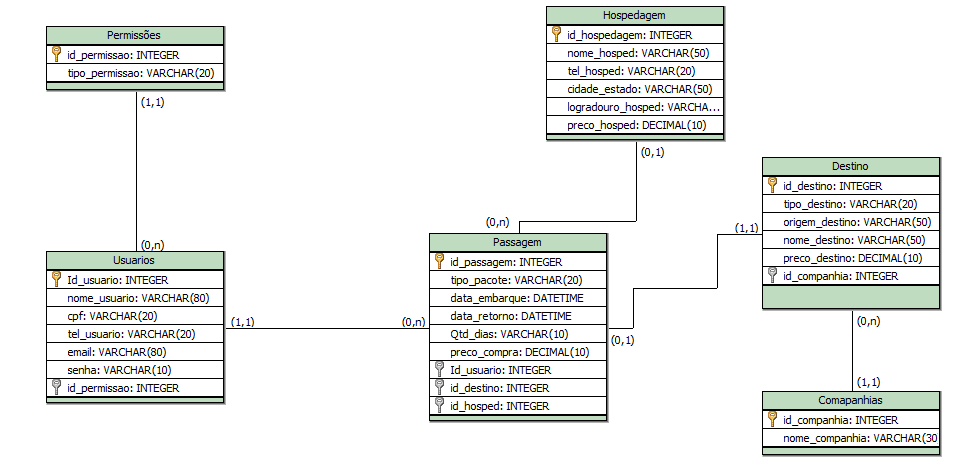 Permissões
id_permissao: INTEGER
tipo_permissao: VARCHAR(20)
(1,1)
(0,n)
Usuarios
Id_usuario: INTEGER
nome_usuario: VARCHAR(80)
cpf: VARCHAR(20)
tel_usuario: VARCHAR(20)
email: VARCHAR(80)
senha: VARCHAR(10)
id_permissao: INTEGER
(1,1)
(0,n)
Hospedagem
id_hospedagem: INTEGER
nome_hosped: VARCHAR(50)
tel_hosped: VARCHAR(20)
cidade_estado: VARCHAR(50)
logradouro_hosped: VARCHA...
preco_hosped: DECIMAL(10)
(0,1)
(0,n)
Passagem
id_passagem: INTEGER
tipo_pacote: VARCHAR(20)
data_embarque: DATETIME
data_retorno: DATETIME
Qtd_dias: VARCHAR(10)
preco_compra: DECIMAL(10)
Id_usuario: INTEGER
id_destino: INTEGER
id_hosped: INTEGER
(0,1)
(1,1)
Destino
id_destino: INTEGER
tipo_destino: VARCHAR(20)
origem_destino: VARCHAR(50)
nome_destino: VARCHAR(50)
preco_destino: DECIMAL(10)
id_companhia: INTEGER
(0,n)
(1,1)
Comapanhias
id_companhia: INTEGER
nome_companhia: VARCHAR(30